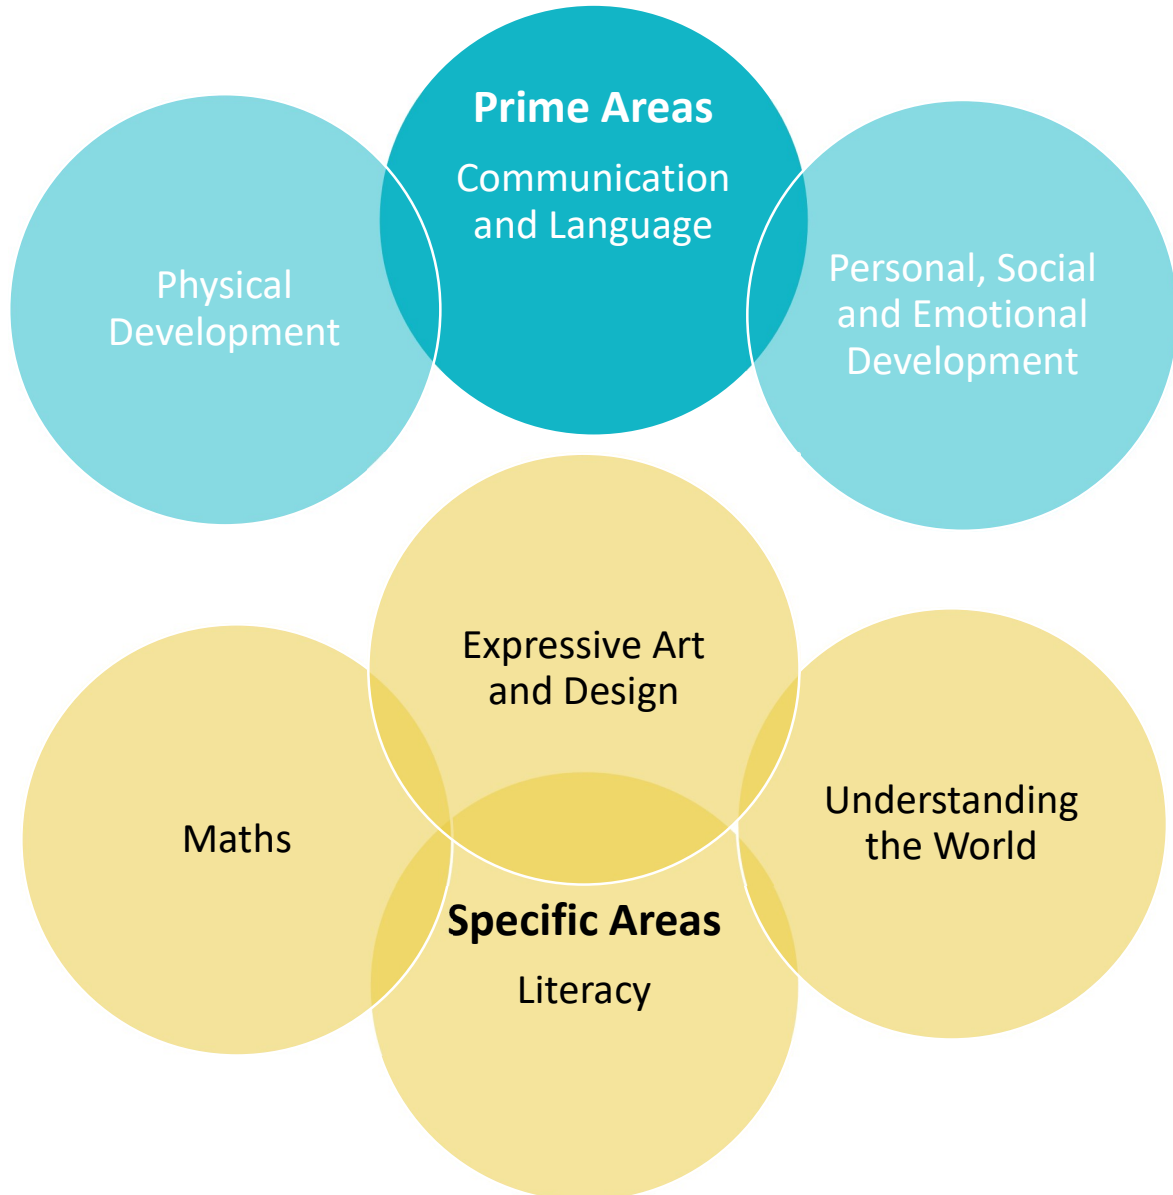 Prime Areas
Communication
and Language
Physical
Development
Personal, Social
and Emotional
Development
Expressive Art
and Design
Maths
Understanding
the World
Specific Areas
Literacy